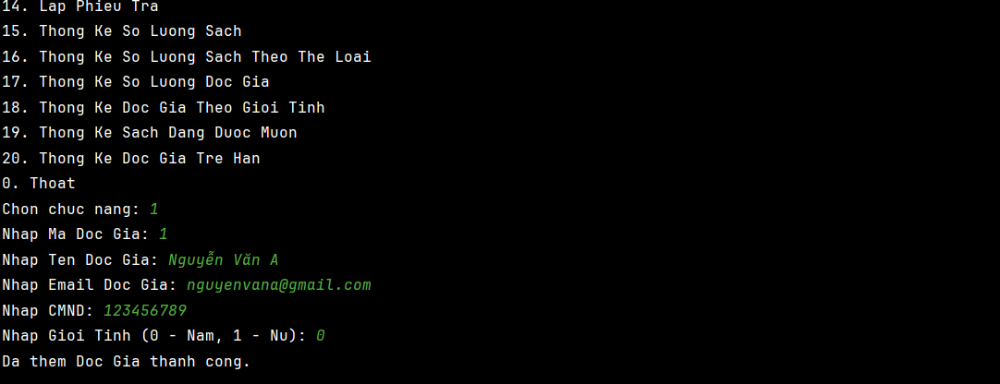 14. Lap Phieu Tra
15. Thong Ke So Luong Sach
16. Thong Ke So Luong Sach Theo The Loai
17. Thong Ke So Luong Doc Gia
18. Thong Ke Doc Gia Theo Gioi Tinh
19. Thong Ke Sach Dang Duoc Muon
20. Thong Ke Doc Gia Tre Han
0. Thoat
Chon chuc nang: 1
Nhap Ma Doc Gia: 1
Nhap Ten Doc Gia: Nguyễn Văn A
Nhap Email Doc Gia: nguyenvana@gmail.com
Nhap CMND: 123456789
Nhap Gioi Tinh (0 - Nam, 1 - Nu): 0
Da them Doc Gia thanh cong.